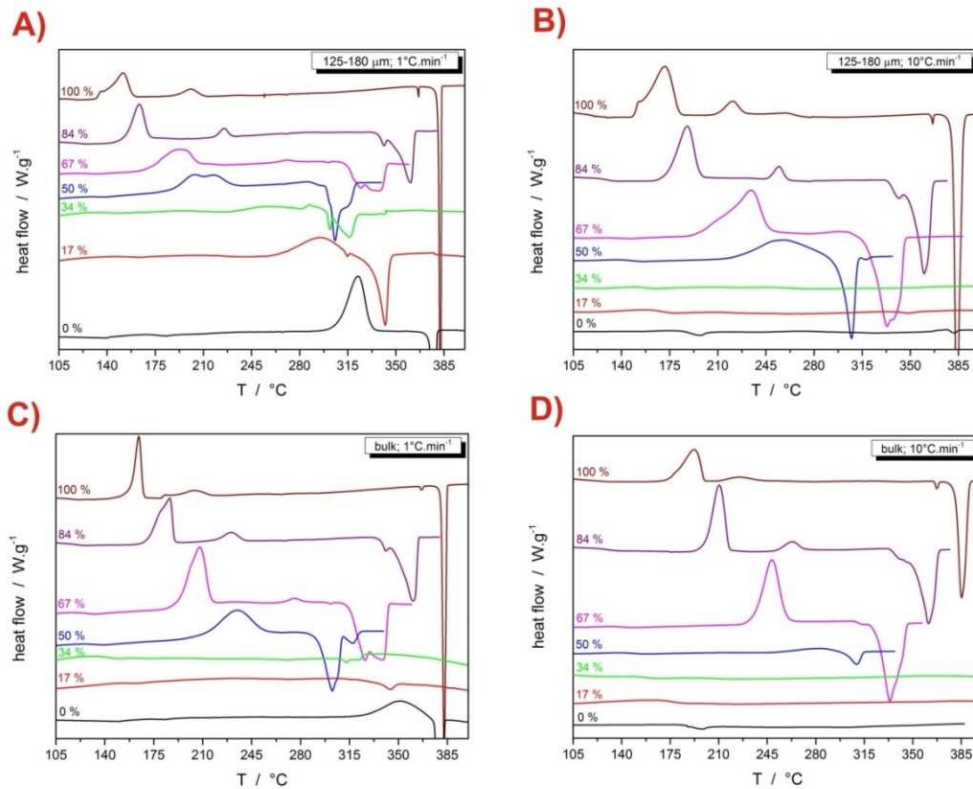 A)
125-180 µm; 1°C.min⁻¹
100 %
84 %
67 %
50 %
34 %
17 %
0 %
heat flow / W.g⁻¹
105 140 175 210 245 280 315 350 385
T / °C
B)
125-180 µm; 10°C.min⁻¹
100 %
84 %
67 %
50 %
34 %
17 %
0 %
heat flow / W.g⁻¹
105 140 175 210 245 280 315 350 385
T / °C
C)
bulk; 1°C.min⁻¹
100 %
84 %
67 %
50 %
34 %
17 %
0 %
heat flow / W.g⁻¹
105 140 175 210 245 280 315 350 385
T / °C
D)
bulk; 10°C.min⁻¹
100 %
84 %
67 %
50 %
34 %
17 %
0 %
heat flow / W.g⁻¹
105 140 175 210 245 280 315 350 385
T / °C